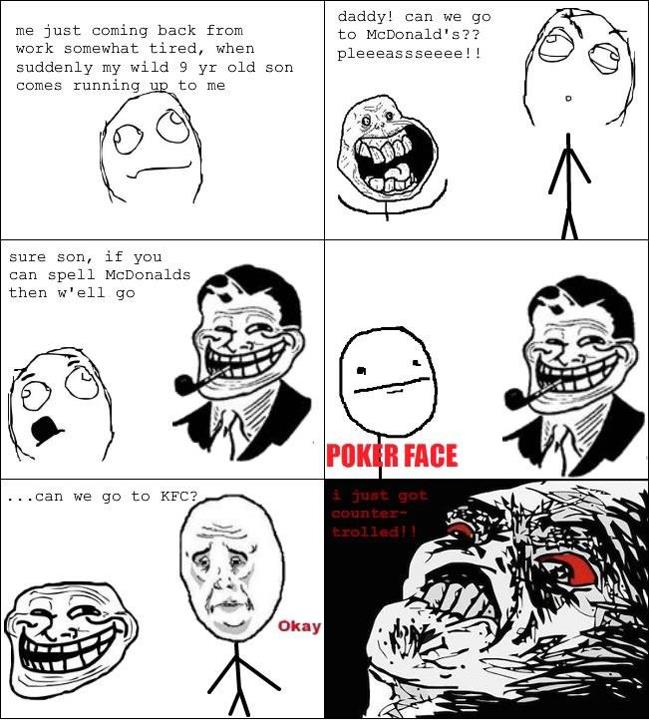 me just coming back from
work somewhat tired, when
suddenly my wild 9 yr old son
comes running up to me
daddy! can we go
to McDonald's??
pleeeassseeee!!
sure son, if you
can spell McDonalds
then w'ell go
POKER FACE
...can we go to KFC?
Okay
i just got
counter-
trolled!!